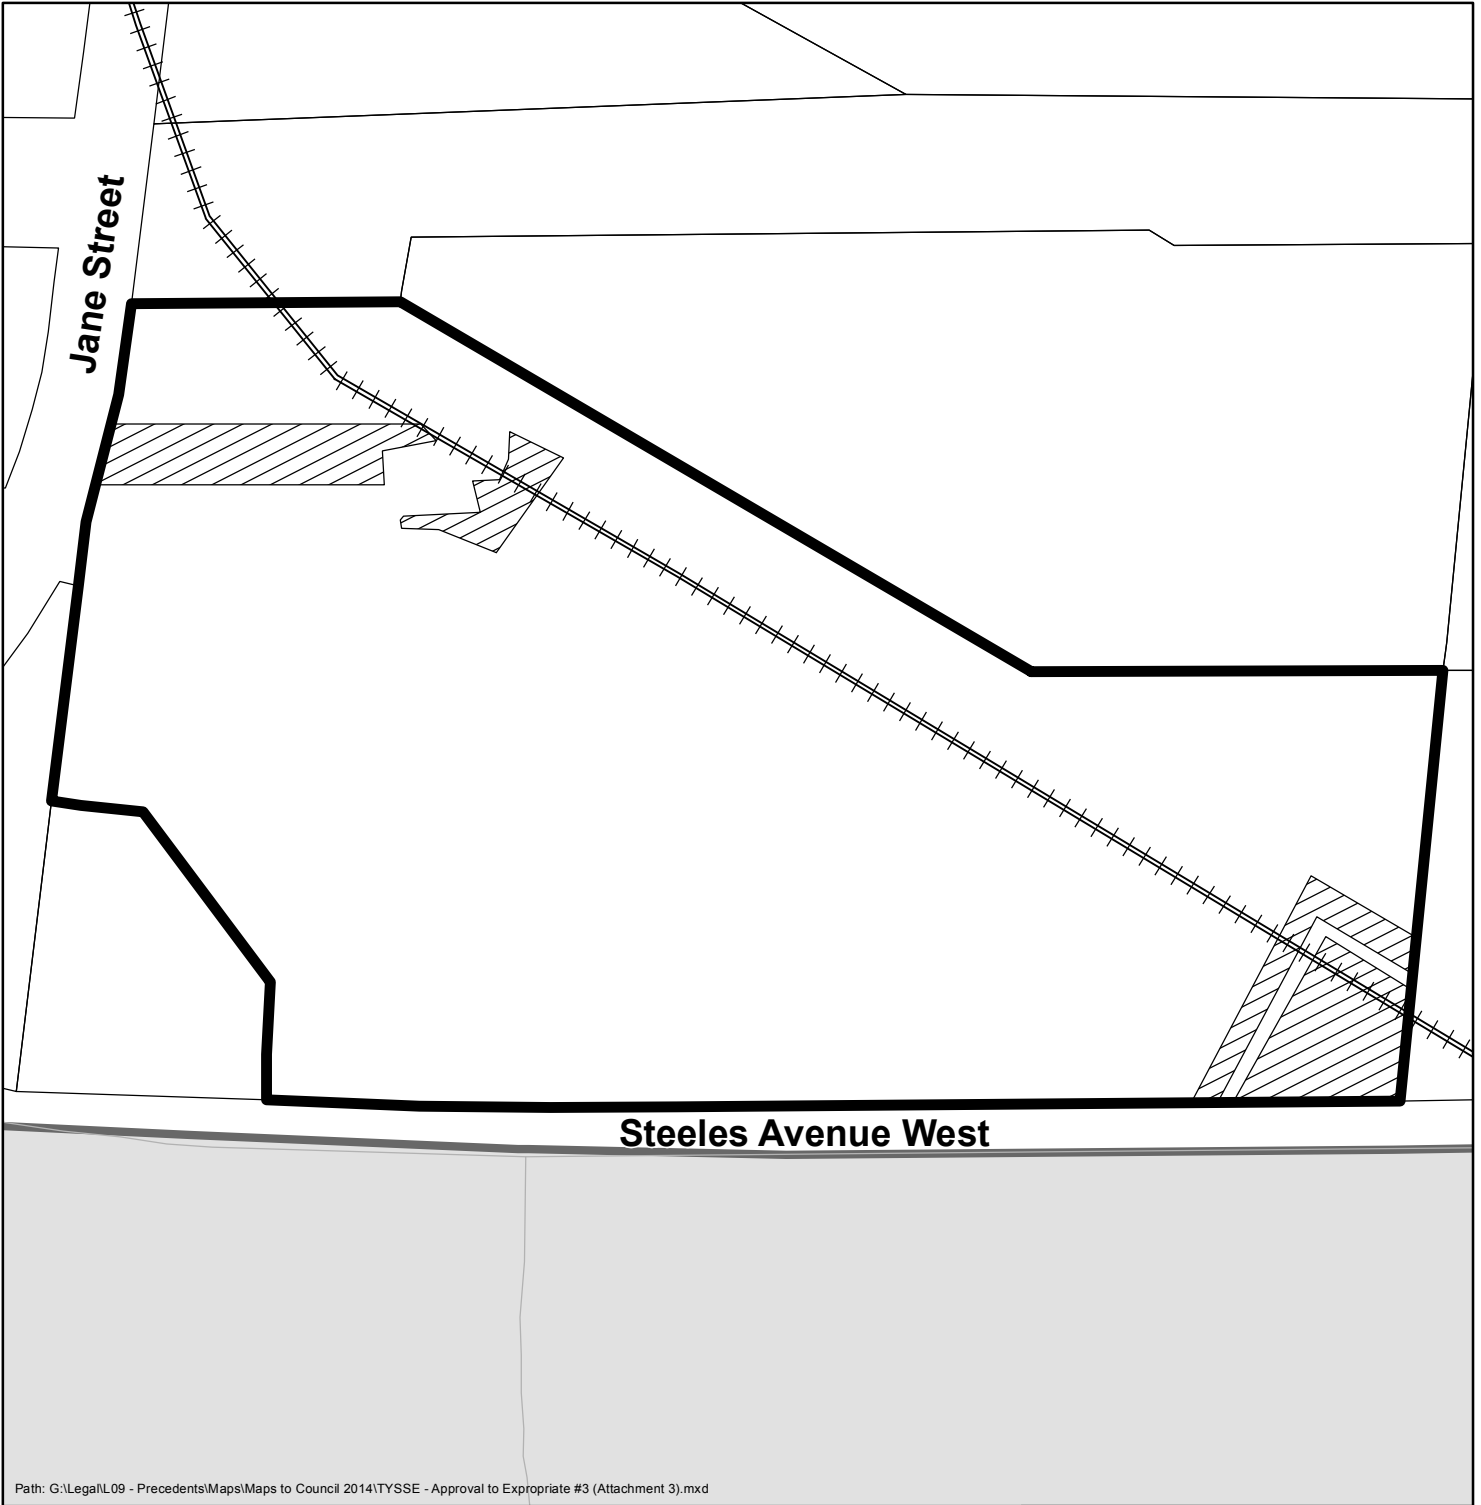 Jane Street
Steeles Avenue West
Path: G:\Legal\L09 - Precedents\Maps\Maps to Council 2014\TYSSE - Approval to Expropriate #3 (Attachment 3).mxd